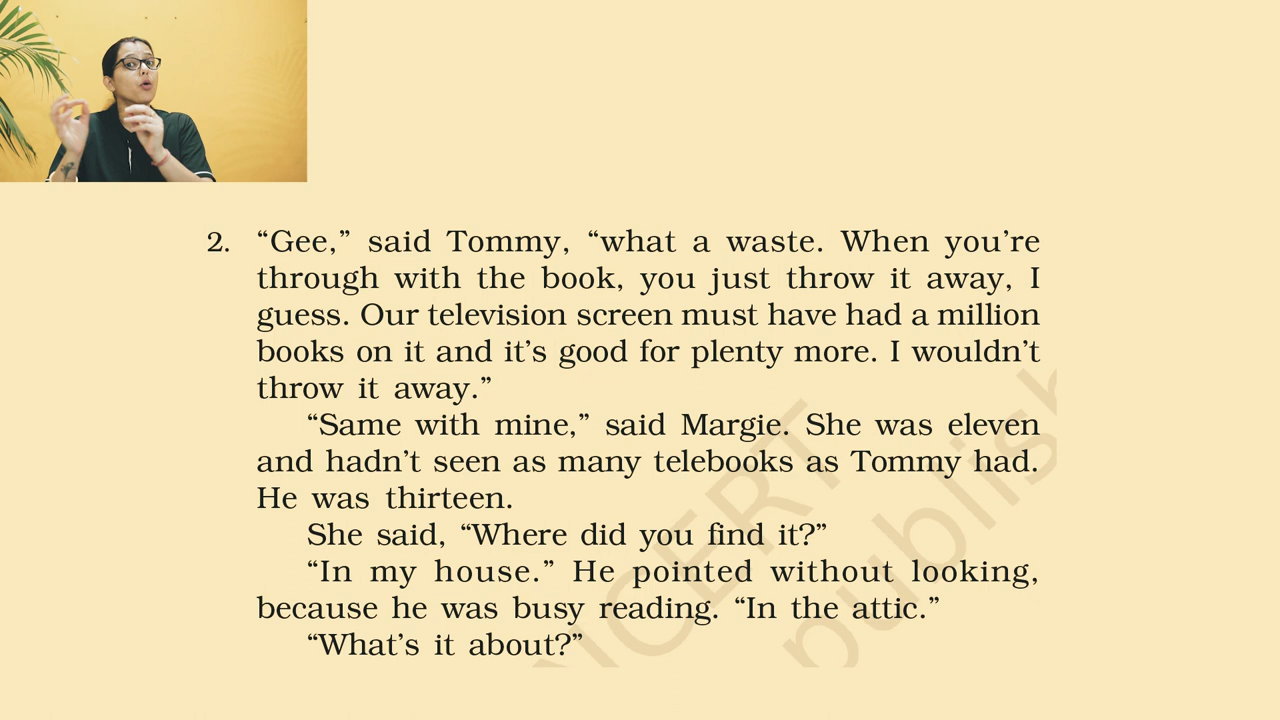 2. “Gee,” said Tommy, “what a waste. When you’re
through with the book, you just throw it away, I
guess. Our television screen must have had a million
books on it and it’s good for plenty more. I wouldn’t
throw it away.”
“Same with mine,” said Margie. She was eleven
and hadn’t seen as many telebooks as Tommy had.
He was thirteen.
She said, “Where did you find it?”
“In my house.” He pointed without looking,
because he was busy reading. “In the attic.”
“What’s it about?”
NCERT
publish